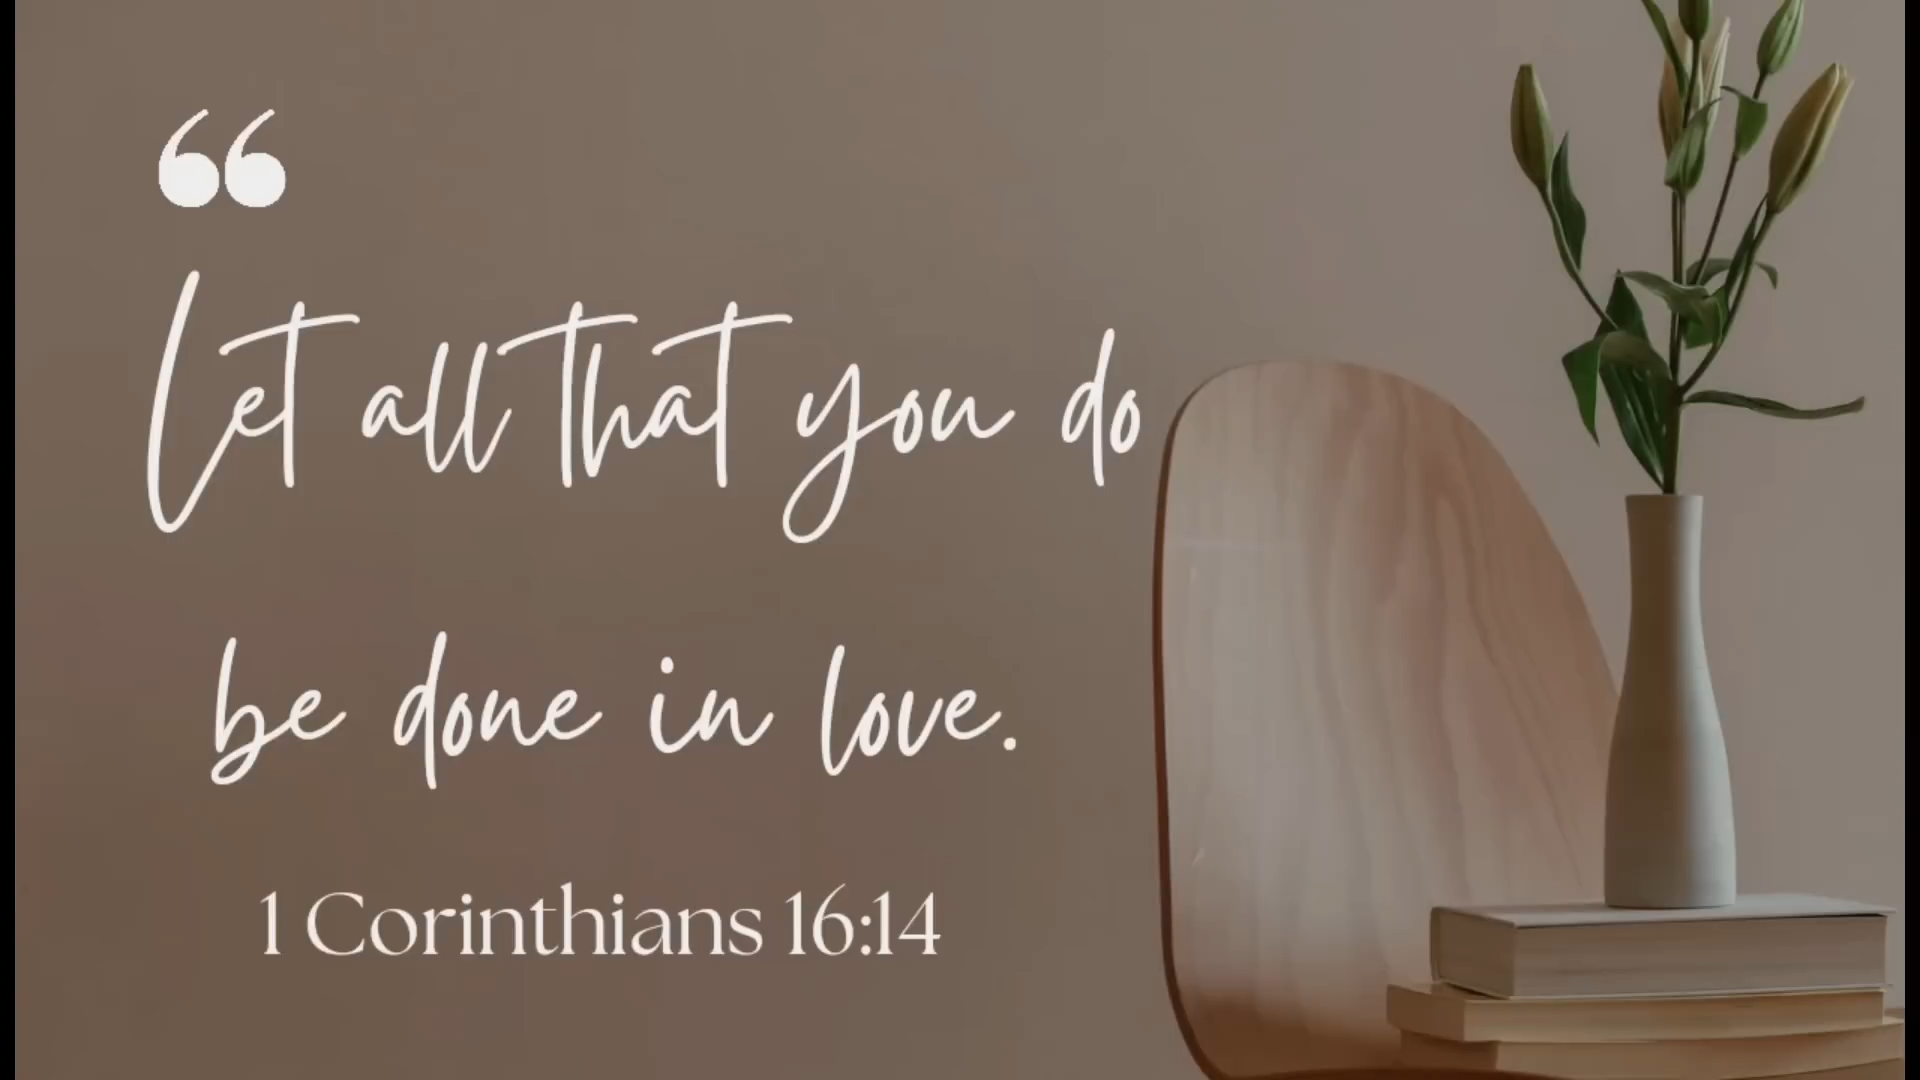 “
Let all that you do
be done in love.
1 Corinthians 16:14